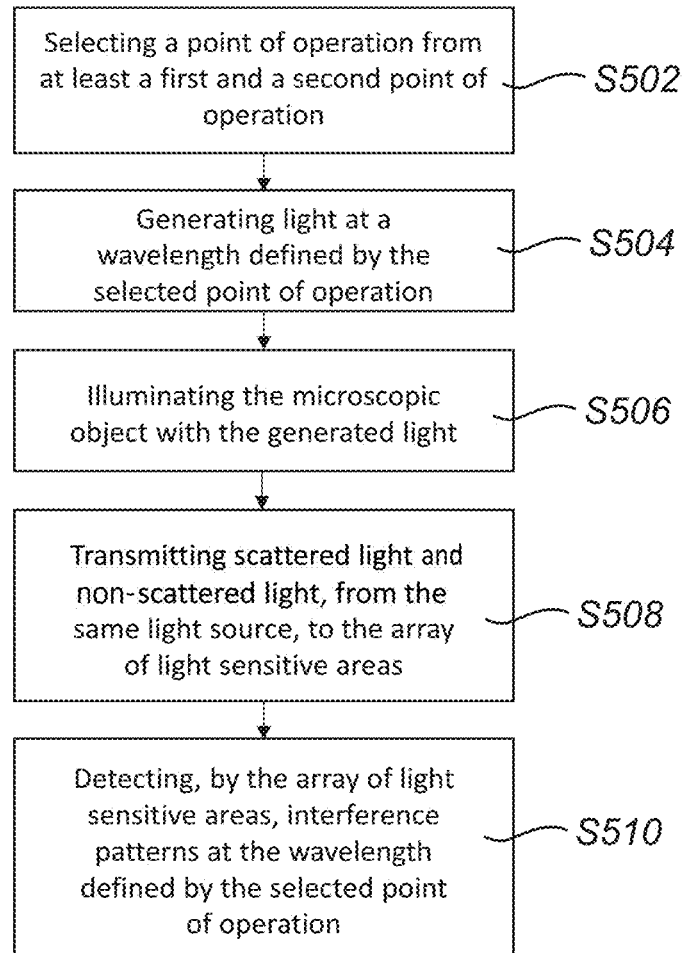 Selecting a point of operation from
at least a first and a second point of
operation
S502
Generating light at a
wavelength defined by the
selected point of operation
S504
Illuminating the microscopic
object with the generated light
S506
Transmitting scattered light and
non-scattered light, from the
same light source, to the array
of light sensitive areas
S508
Detecting, by the array of light
sensitive areas, interference
patterns at the wavelength
defined by the selected point
of operation
S510